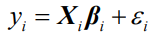 yᵢ = Xᵢβᵢ + εᵢ